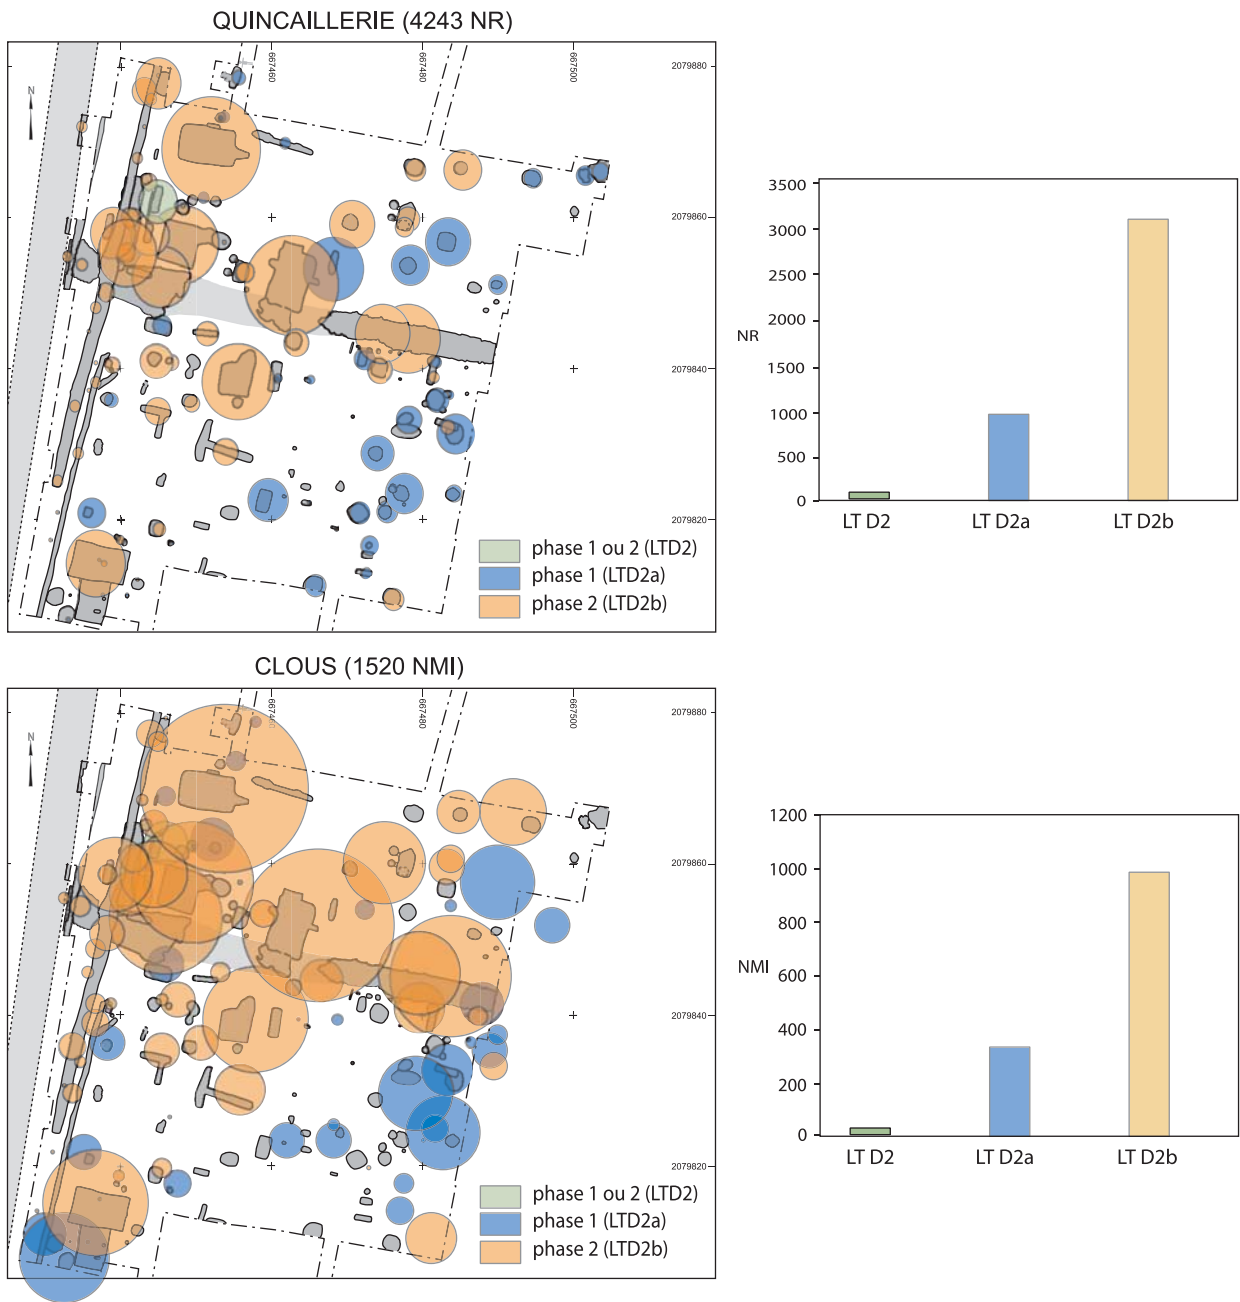 QUINCAILLERIE (4243 NR)
N
667460
667480
667500
2079880
2079860
2079840
2079820
phase 1 ou 2 (LTD2)
phase 1 (LTD2a)
phase 2 (LTD2b)
3500
3000
2500
2000
NR
1500
1000
500
0
LT D2
LT D2a
LT D2b
CLOUS (1520 NMI)
N
667460
667480
667500
2079880
2079860
2079840
2079820
phase 1 ou 2 (LTD2)
phase 1 (LTD2a)
phase 2 (LTD2b)
1200
1000
800
NMI
600
400
200
0
LT D2
LT D2a
LT D2b